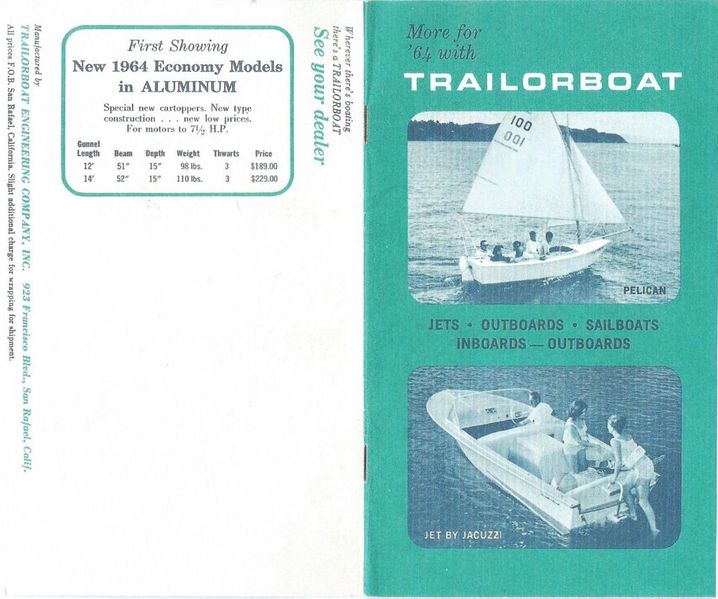 First Showing
New 1964 Economy Models
in ALUMINUM
Special new cartoppers. New type
construction . . . new low prices.
For motors to 7½ H.P.
Gunnel
Length Beam Depth Weight Thwarts Price
12' 51" 15" 98 lbs. 3 $189.00
14' 52" 15" 110 lbs. 3 $229.00
Wherever there's boating
there's a TRAILORBOAT
See your dealer
Manufactured by
TRAILORBOAT ENGINEERING COMPANY, INC. 923 Francisco Blvd., San Rafael, Calif.
All prices F.O.B. San Rafael, California. Slight additional charge for wrapping for shipment.
More for
'64 with
TRAILORBOAT
100
001
PELICAN
JETS • OUTBOARDS • SAILBOATS
INBOARDS — OUTBOARDS
JET BY JACUZZI